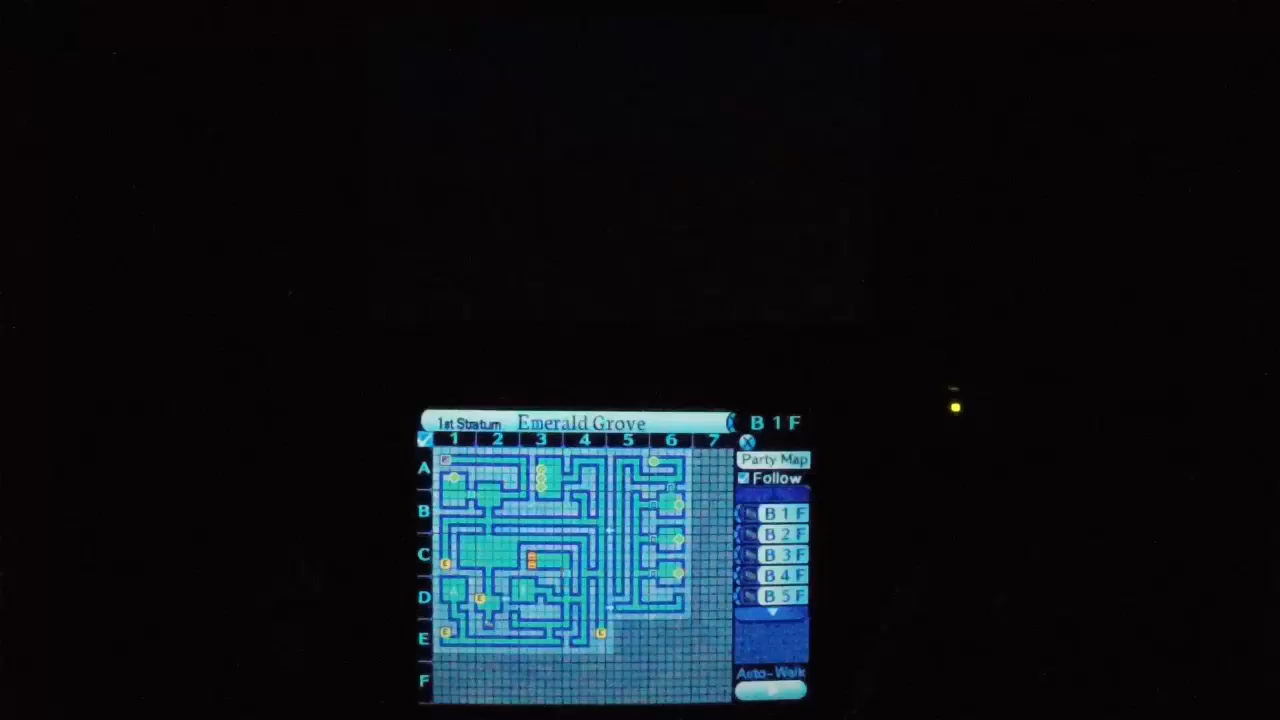 1st Stratum Emerald Grove B 1 F
1 2 3 4 5 6 7
X
A
Party Map
Follow
B
B 1 F
B 2 F
C
B 3 F
B 4 F
D
B 5 F
E
Auto-Walk
F